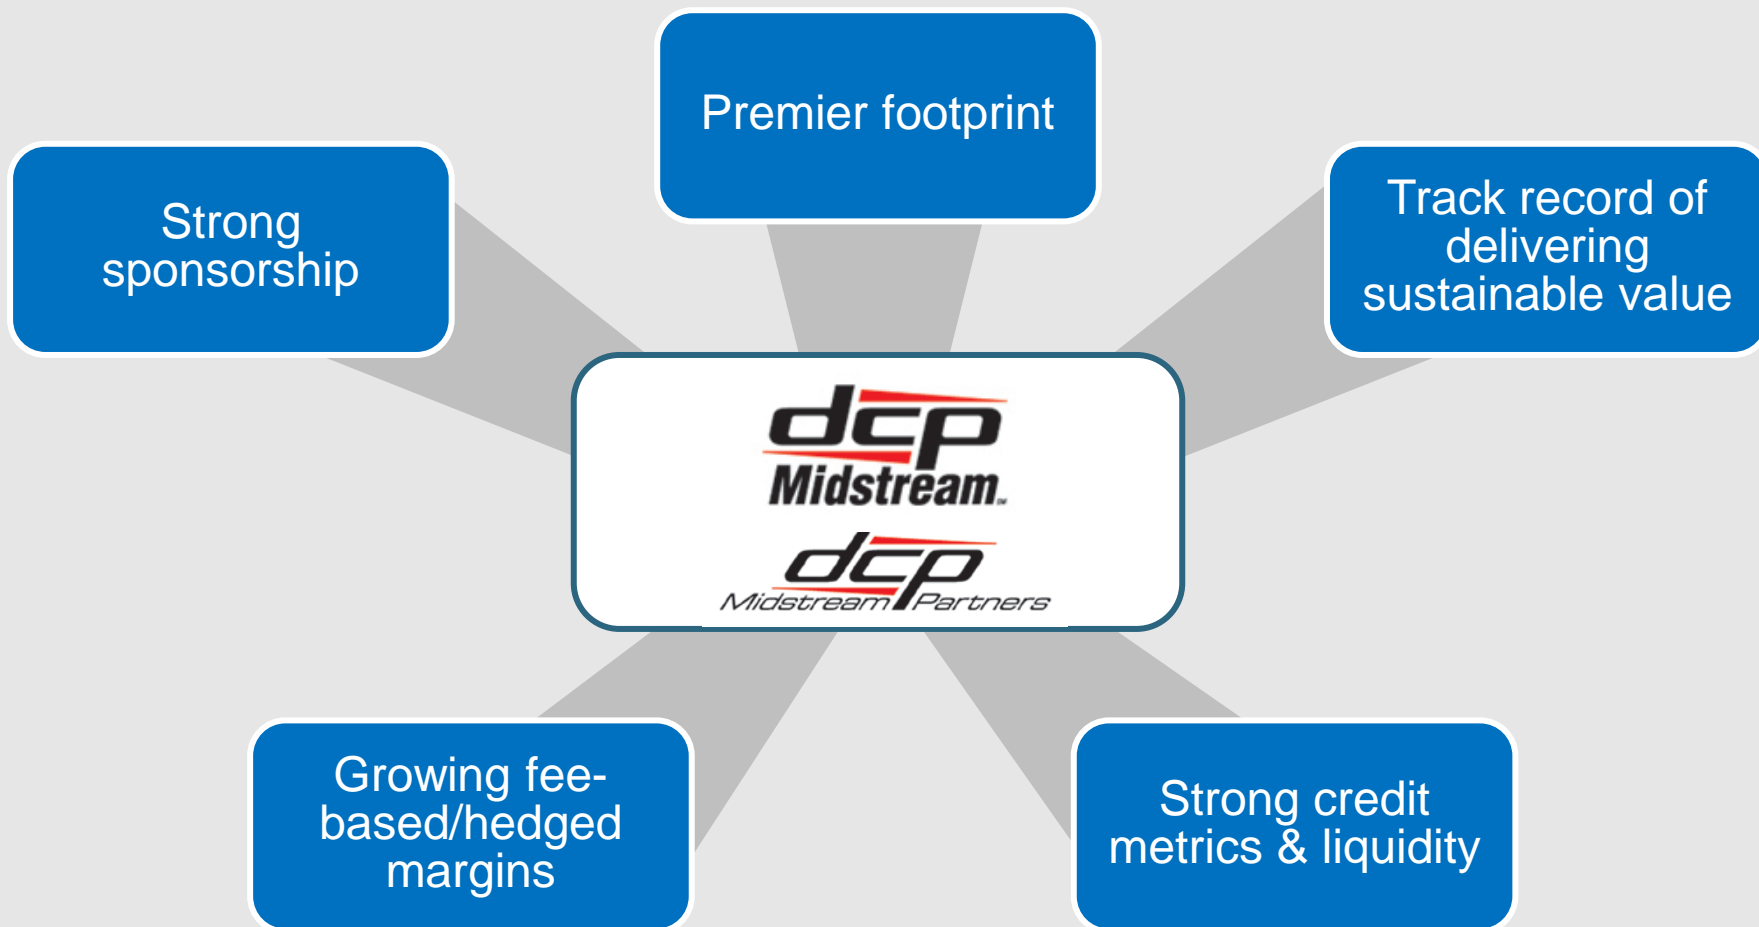 Premier footprint
Strong
sponsorship
Track record of
delivering
sustainable value
dcp
Midstream™
dcp
Midstream Partners
Growing fee-
based/hedged
margins
Strong credit
metrics & liquidity